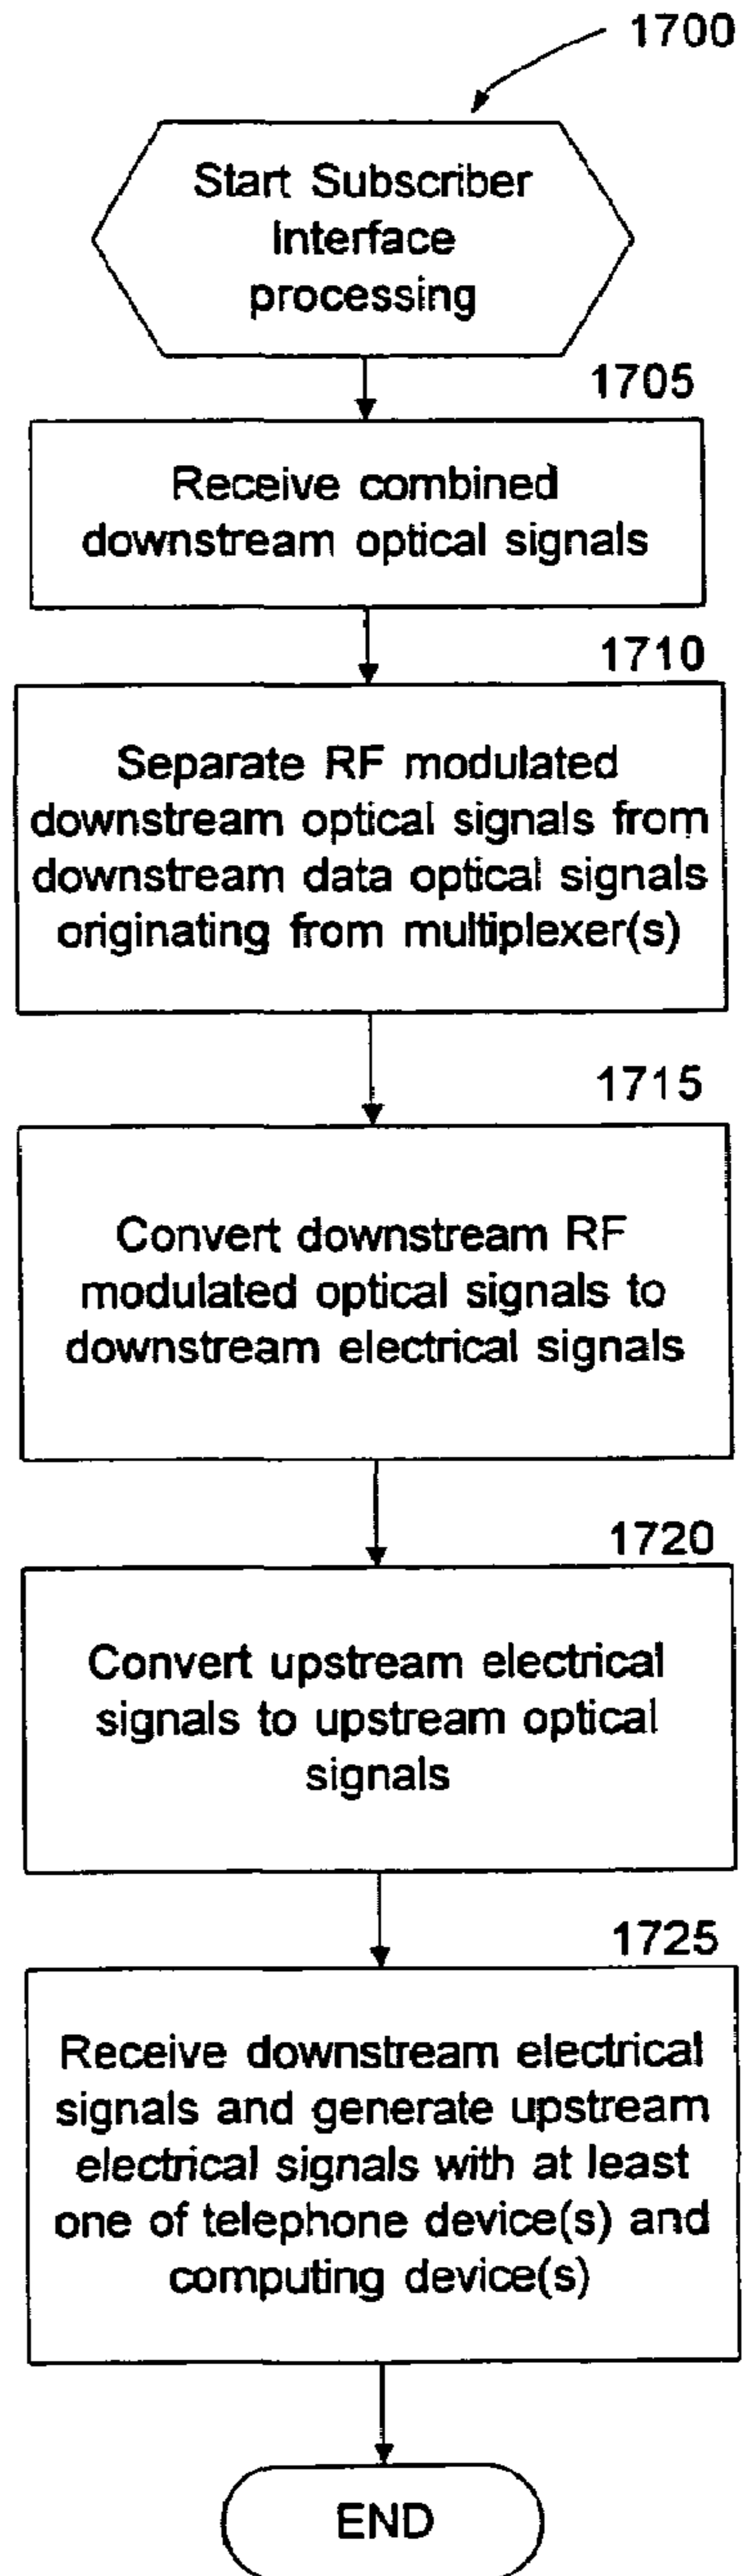 1700
Start Subscriber
Interface
processing
1705
Receive combined
downstream optical signals
1710
Separate RF modulated
downstream optical signals from
downstream data optical signals
originating from multiplexer(s)
1715
Convert downstream RF
modulated optical signals to
downstream electrical signals
1720
Convert upstream electrical
signals to upstream optical
signals
1725
Receive downstream electrical
signals and generate upstream
electrical signals with at least
one of telephone device(s) and
computing device(s)
END